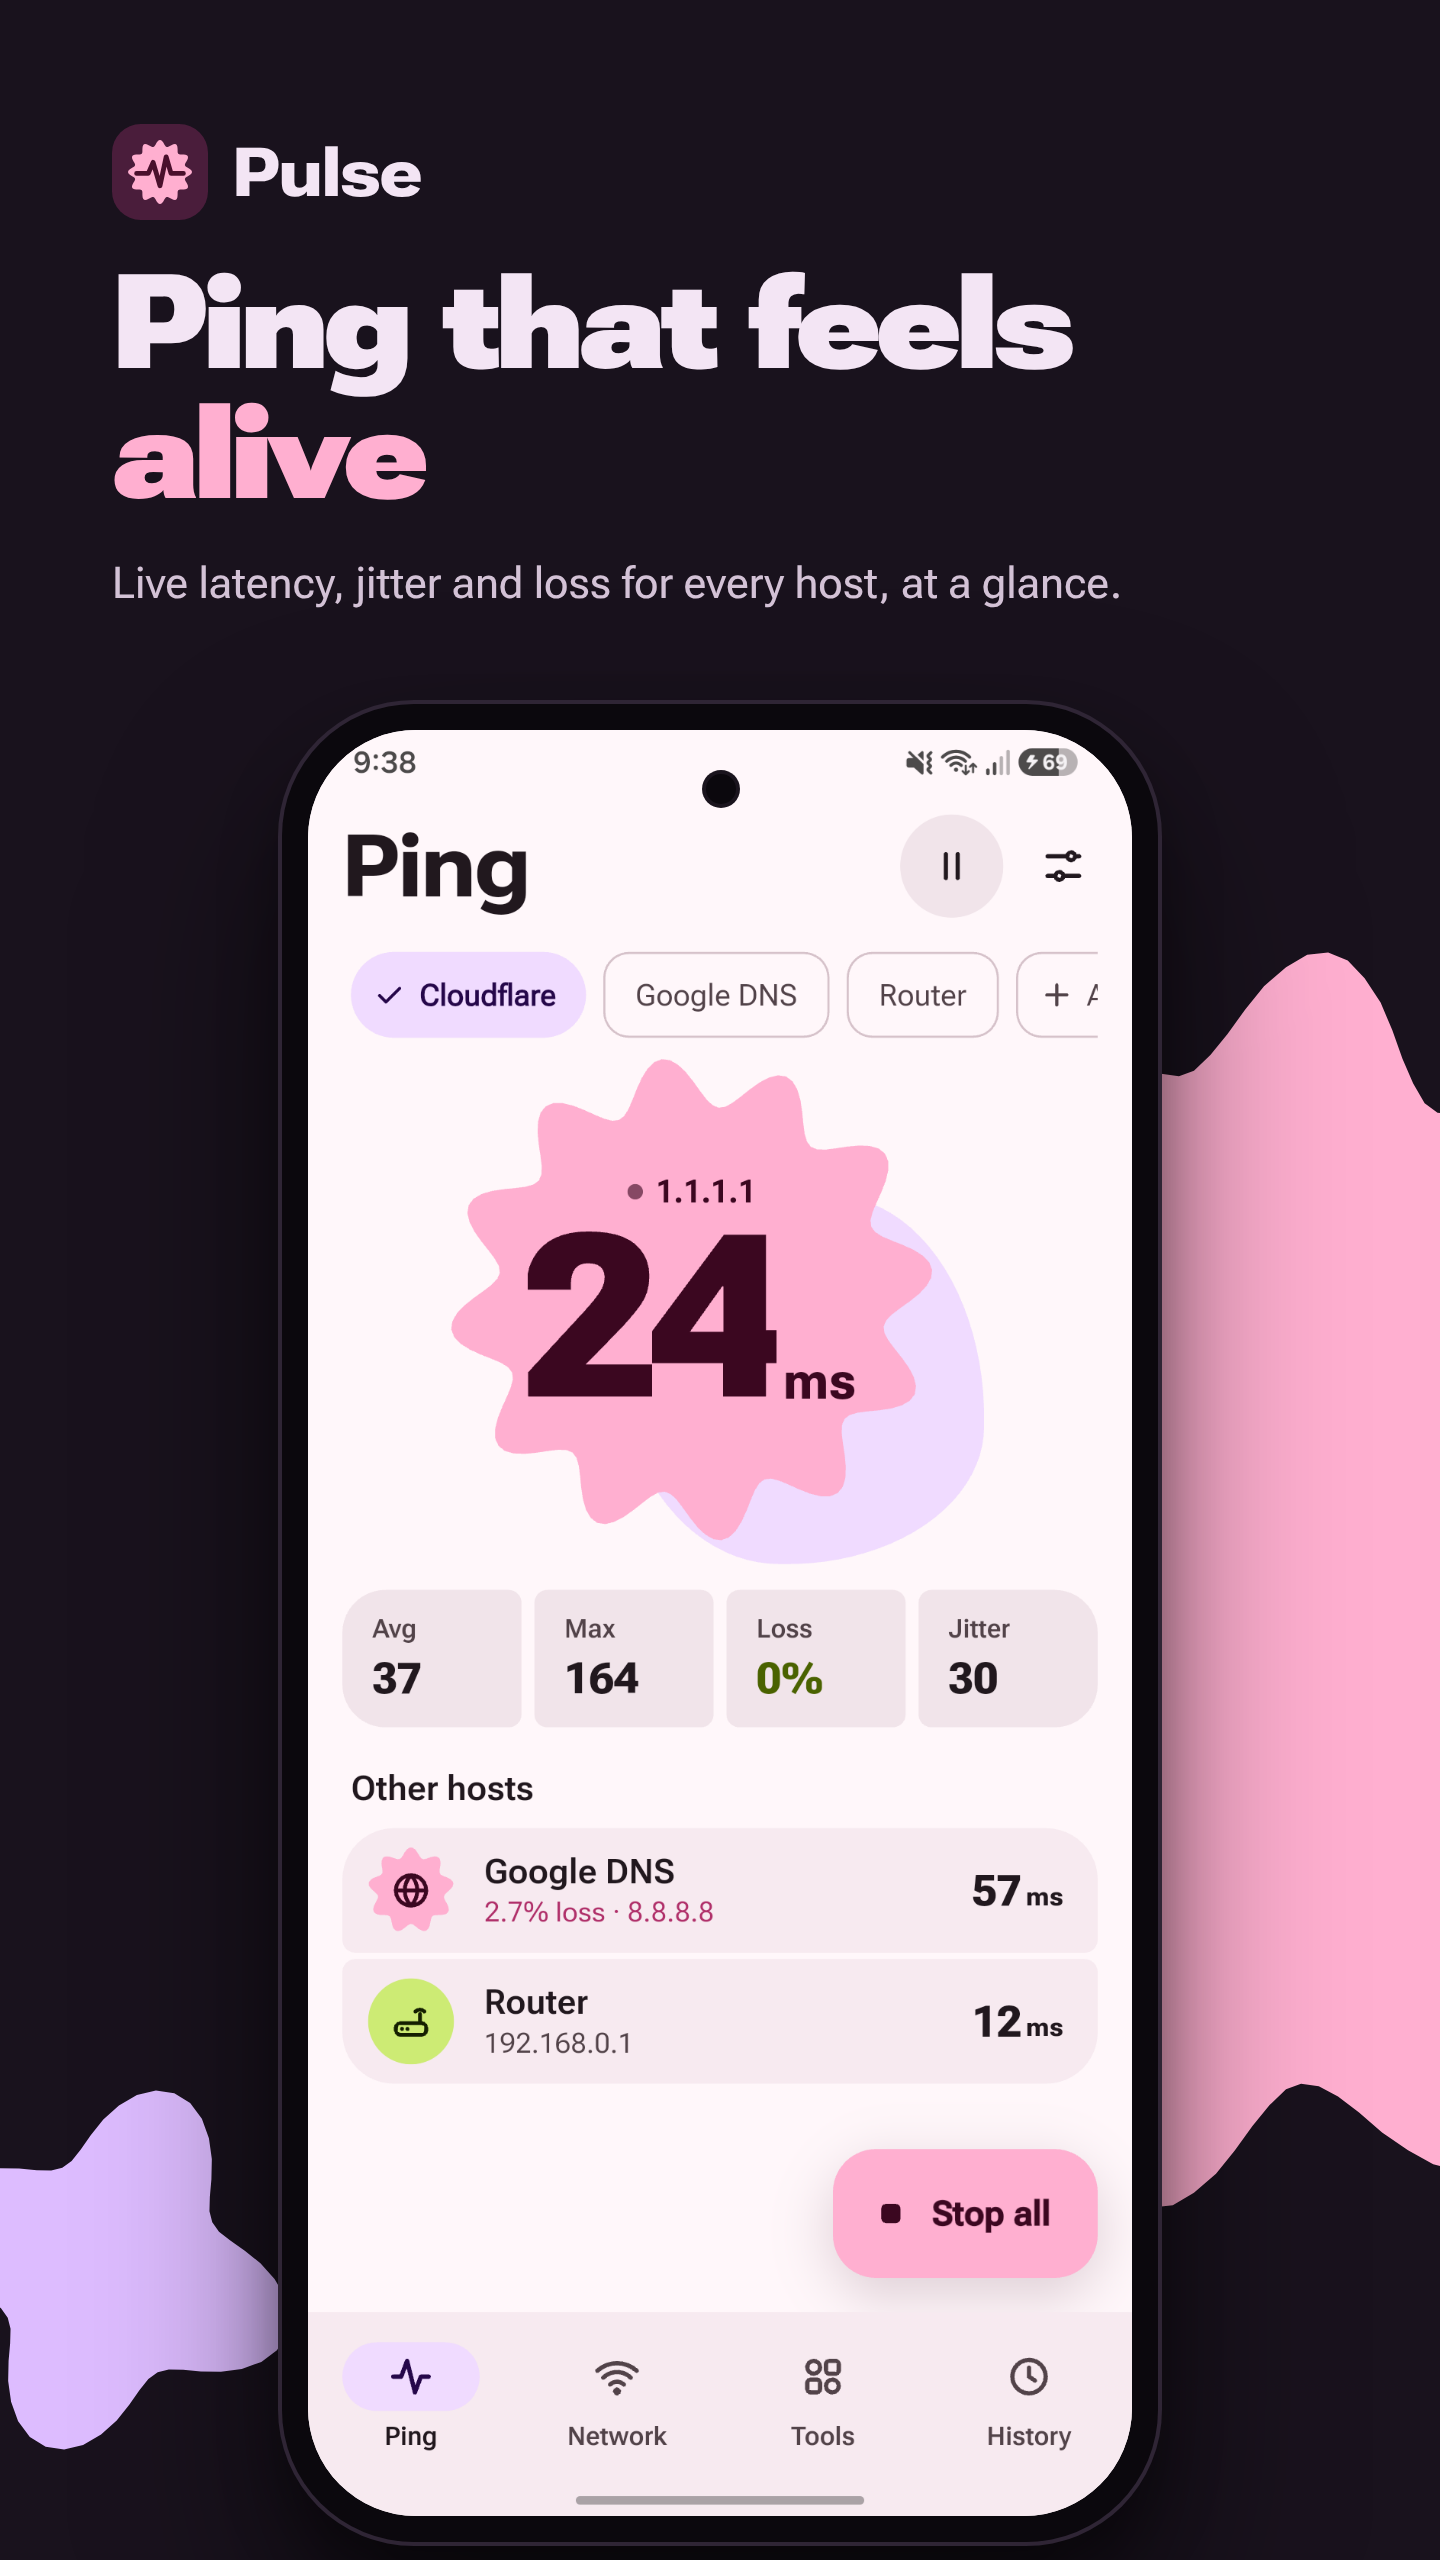 Pulse
Ping that feels
alive
Live latency, jitter and loss for every host, at a glance.
9:38
69
Ping
Cloudflare
Google DNS
Router
1.1.1.1
24 ms
Avg
37
Max
164
Loss
0%
Jitter
30
Other hosts
Google DNS
2.7% loss · 8.8.8.8
57 ms
Router
192.168.0.1
12 ms
Stop all
Ping
Network
Tools
History